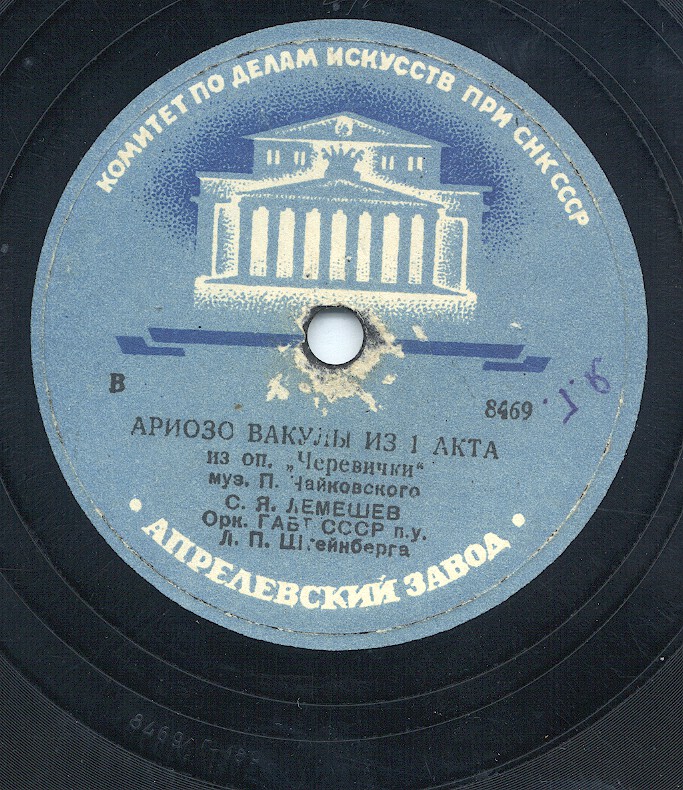 КОМИТЕТ ПО ДЕЛАМ ИСКУССТВ ПРИ СНК СССР
В
8469
АРИОЗО ВАКУЛЫ ИЗ 1 АКТА
из оп. „Черевички“
муз. П. Чайковского
С. Я. ЛЕМЕШЕВ
Орк. ГАБТ СССР п.у.
Л. П. Штейнберга
• АПРЕЛЕВСКИЙ ЗАВОД •
8469